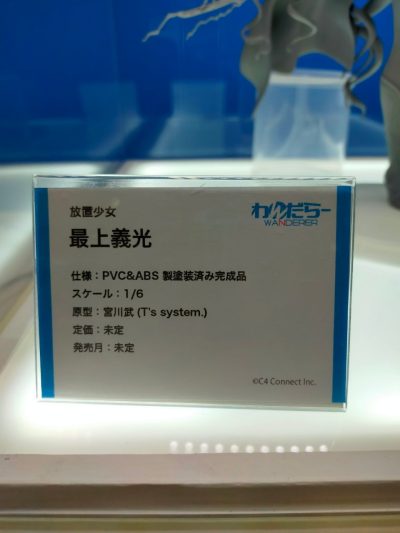 放置少女
最上義光
わんだらー
WANDERER
仕様：PVC&ABS 製塗装済み完成品
スケール：1/6
原型：宮川武 (T's system.)
定価：未定
発売月：未定
©C4 Connect Inc.